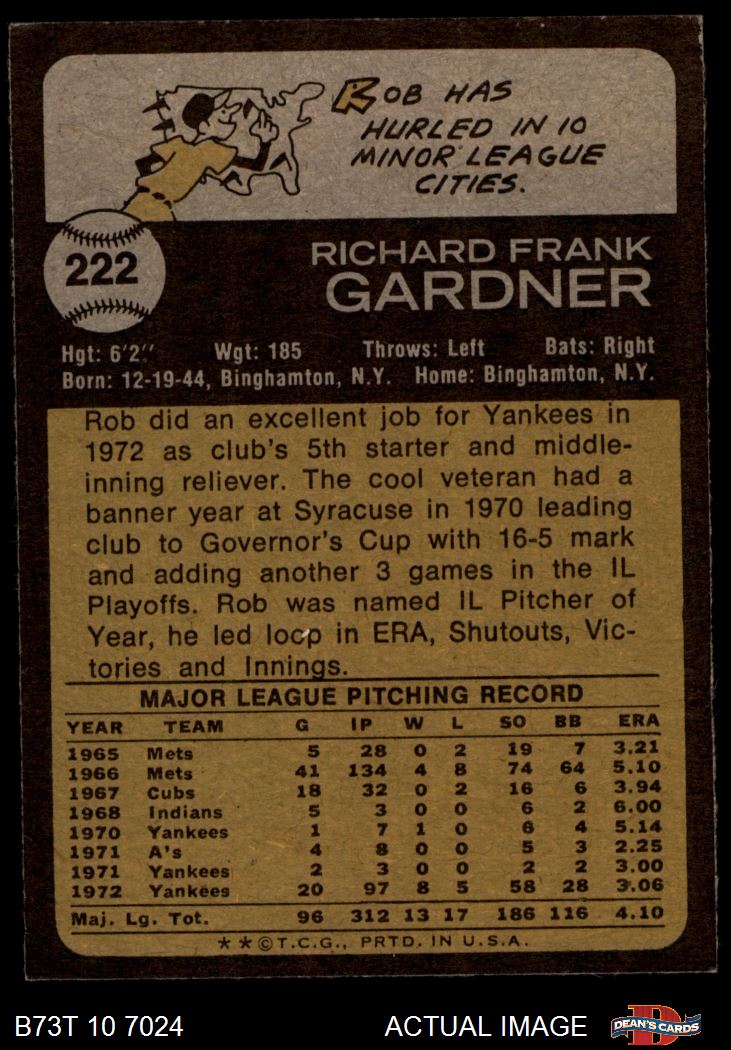 ROB HAS
HURLED IN 10
MINOR LEAGUE
CITIES.
222
RICHARD FRANK
GARDNER
Hgt: 6'2" Wgt: 185 Throws: Left Bats: Right
Born: 12-19-44, Binghamton, N.Y. Home: Binghamton, N.Y.
Rob did an excellent job for Yankees in
1972 as club's 5th starter and middle-
inning reliever. The cool veteran had a
banner year at Syracuse in 1970 leading
club to Governor's Cup with 16-5 mark
and adding another 3 games in the IL
Playoffs. Rob was named IL Pitcher of
Year, he led loop in ERA, Shutouts, Vic-
tories and Innings.
MAJOR LEAGUE PITCHING RECORD
YEAR TEAM G IP W L SO BB ERA
1965 Mets 5 28 0 2 19 7 3.21
1966 Mets 41 134 4 8 74 64 5.10
1967 Cubs 18 32 0 2 16 6 3.94
1968 Indians 5 3 0 0 6 2 6.00
1970 Yankees 1 7 1 0 6 4 5.14
1971 A's 4 8 0 0 5 3 2.25
1971 Yankees 2 3 0 0 2 2 3.00
1972 Yankees 20 97 8 5 58 28 3.06
Maj. Lg. Tot. 96 312 13 17 186 116 4.10
* * © T.C.G., PRTD. IN U.S.A.
B73T 10 7024 ACTUAL IMAGE
D
DEAN'S CARDS